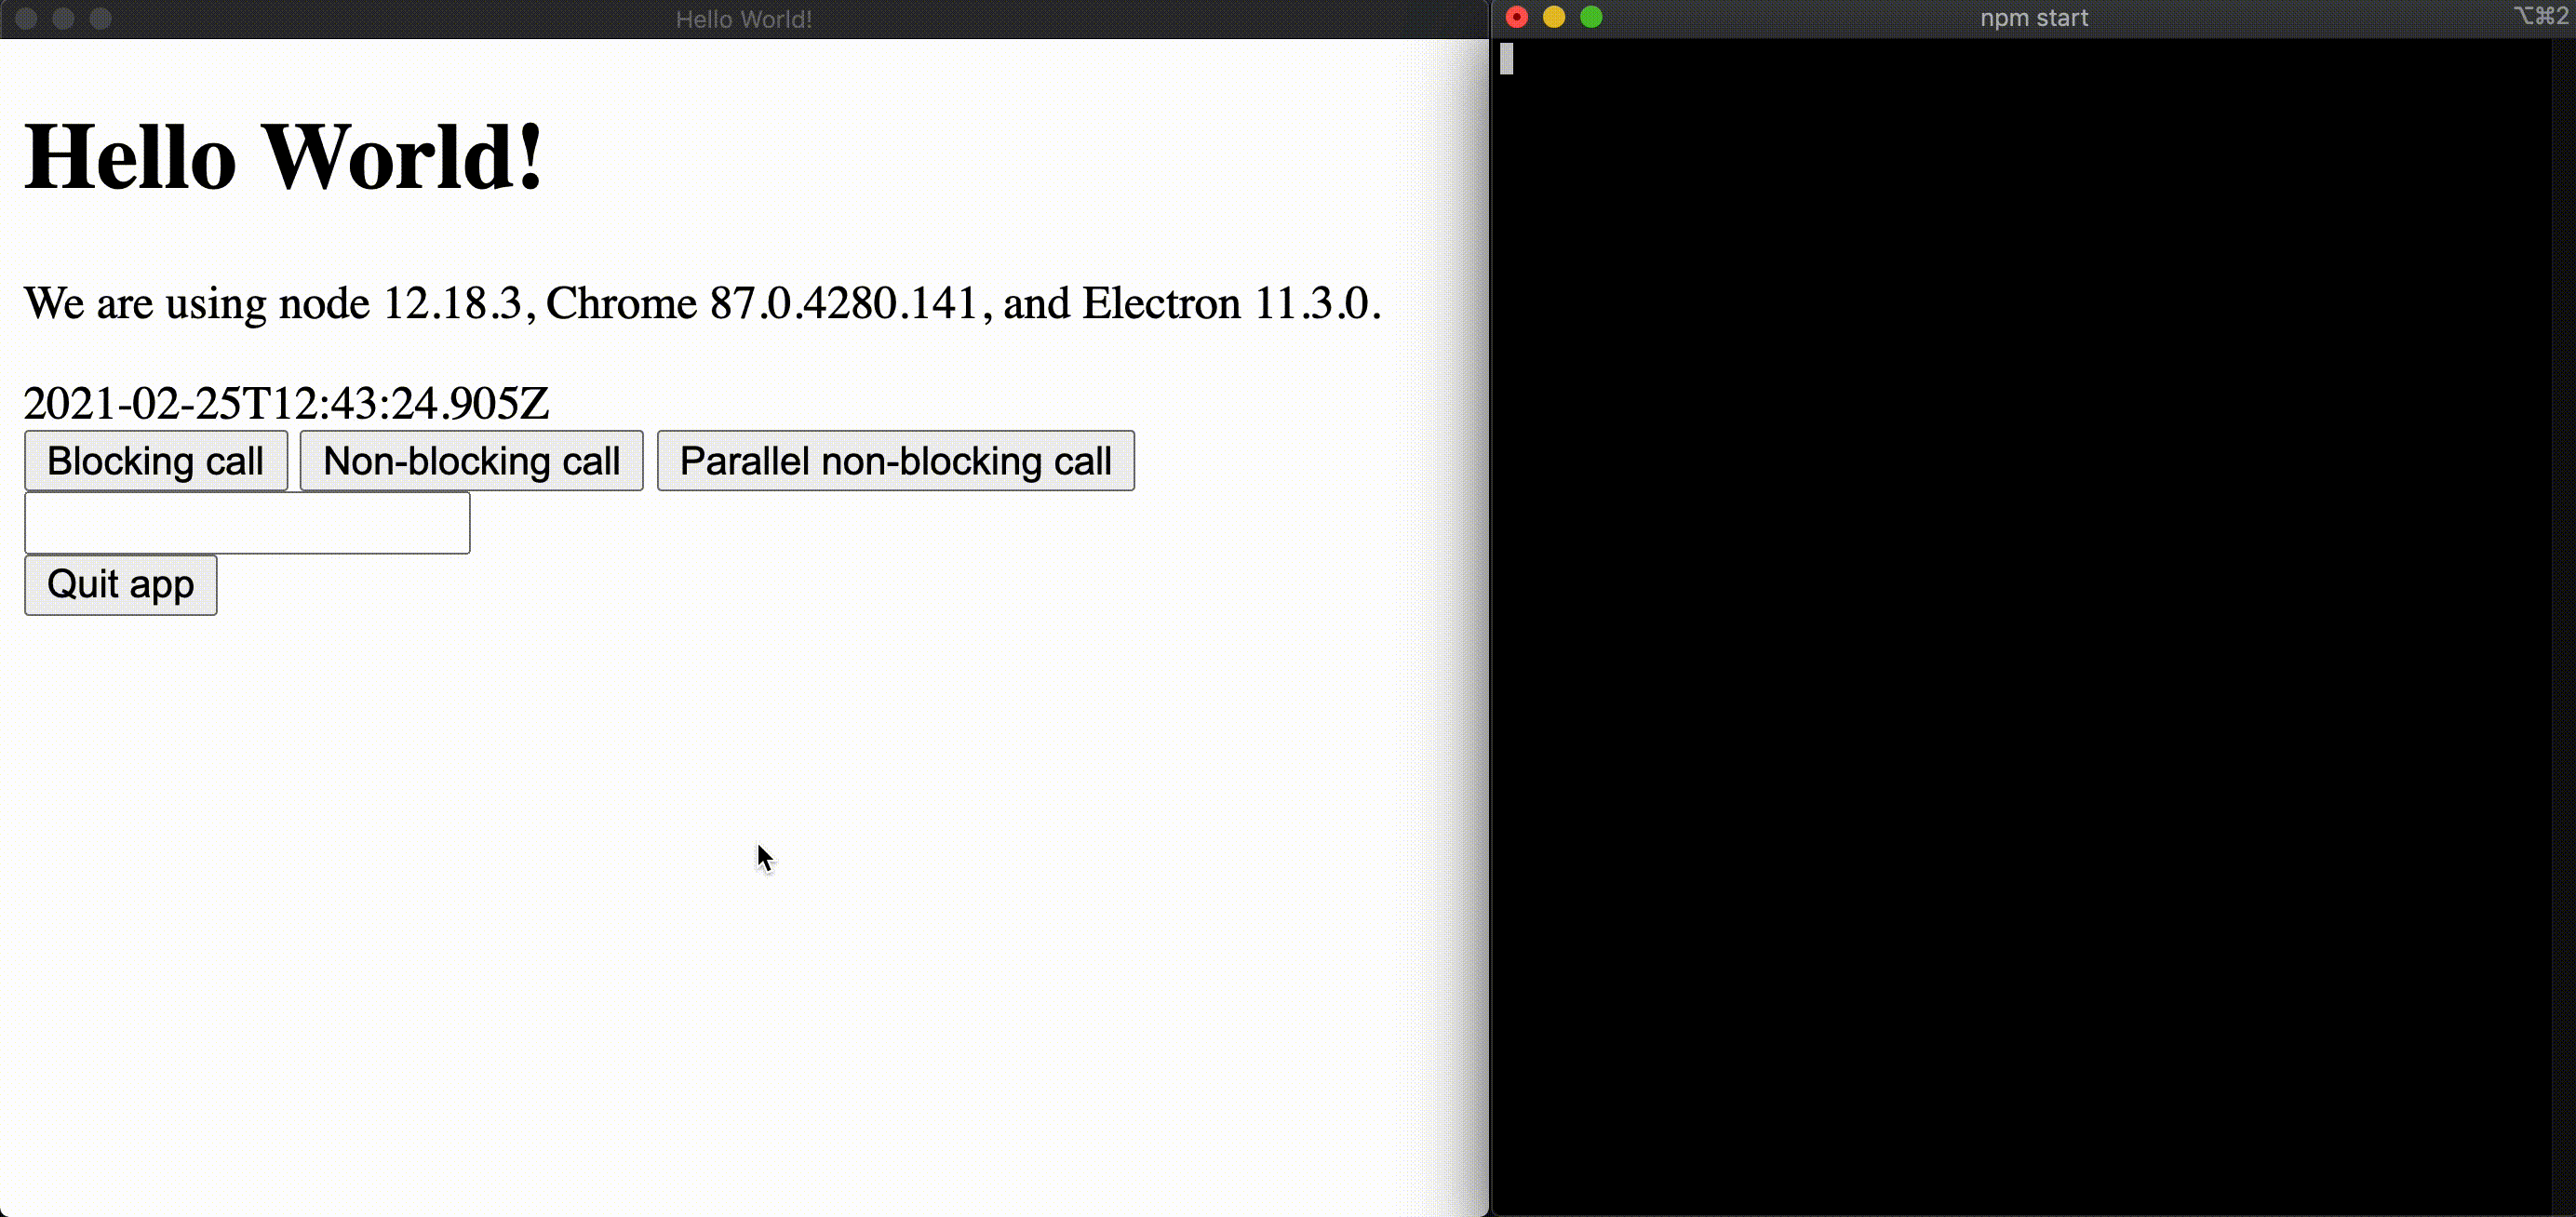 Hello World!
npm start
⌥⌘2
Hello World!
We are using node 12.18.3, Chrome 87.0.4280.141, and Electron 11.3.0.
2021-02-25T12:43:24.905Z
Blocking call Non-blocking call Parallel non-blocking call
Quit app